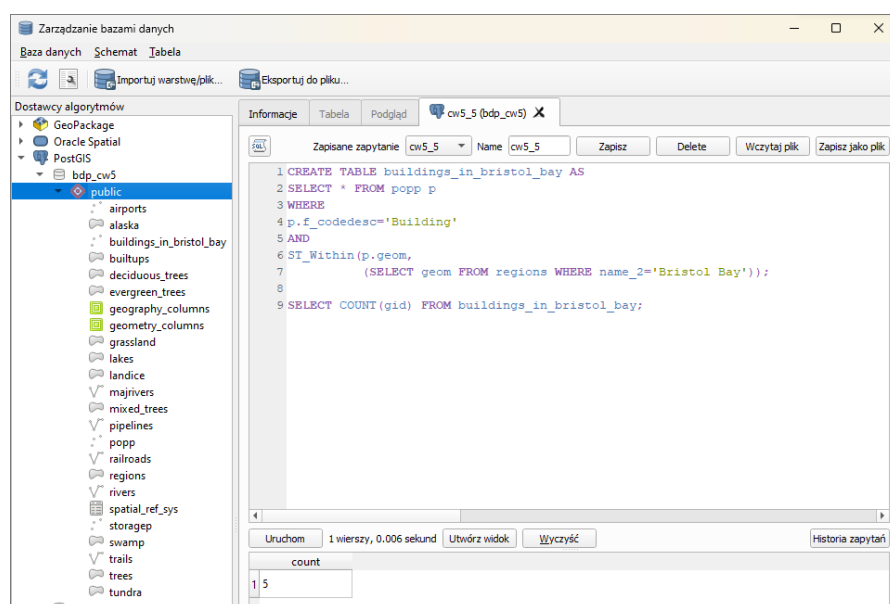 Zarządzanie bazami danych
Baza danych Schemat Tabela
Importuj warstwę/plik... Eksportuj do pliku...
Dostawcy algorytmów
GeoPackage
Oracle Spatial
PostGIS
bdp_cw5
public
airports
alaska
buildings_in_bristol_bay
builtups
deciduous_trees
evergreen_trees
geography_columns
geometry_columns
grassland
lakes
landice
majrivers
mixed_trees
pipelines
popp
railroads
regions
rivers
spatial_ref_sys
storagep
swamp
trails
trees
tundra
Informacje Tabela Podgląd cw5_5 (bdp_cw5) X
SQL Zapisane zapytanie cw5_5 Name cw5_5 Zapisz Delete Wczytaj plik Zapisz jako plik
1 CREATE TABLE buildings_in_bristol_bay AS
2 SELECT * FROM popp p
3 WHERE
4 p.f_codedesc='Building'
5 AND
6 ST_Within(p.geom,
7 (SELECT geom FROM regions WHERE name_2='Bristol Bay'));
8
9 SELECT COUNT(gid) FROM buildings_in_bristol_bay;
Uruchom 1 wierszy, 0.006 sekund Utwórz widok Wyczyść Historia zapytań
count
1 5